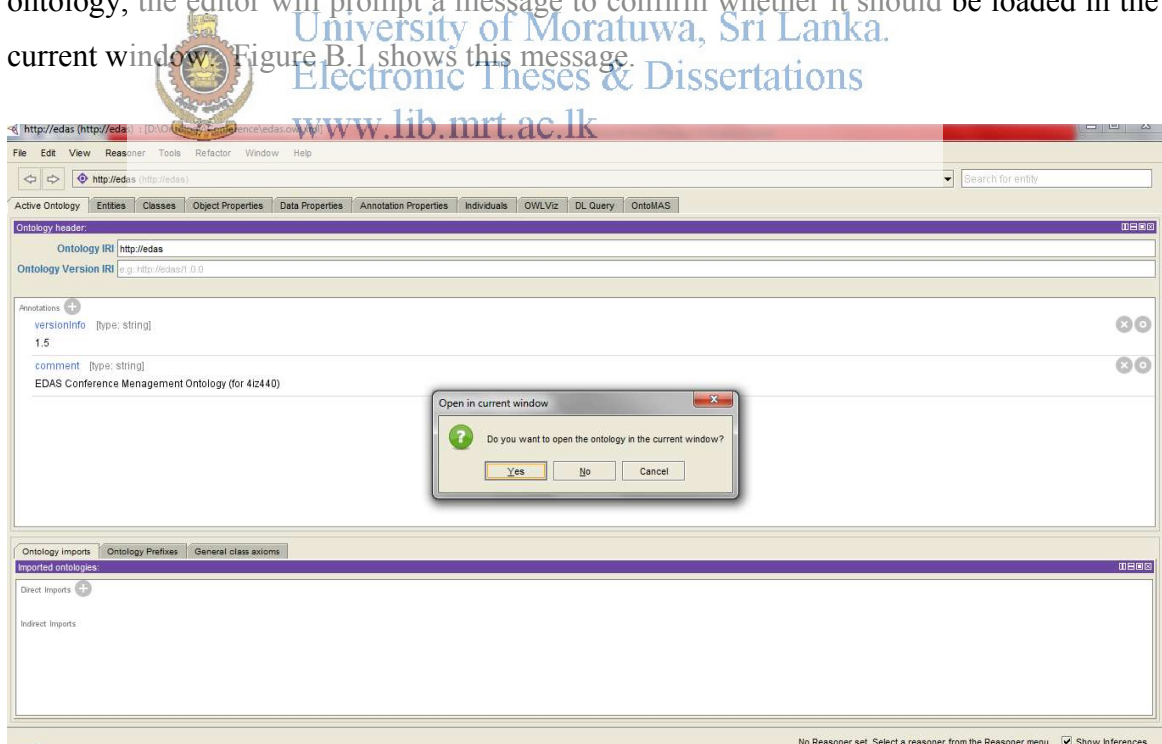 ontology, the editor will prompt a message to confirm whether it should be loaded in the
University of Moratuwa, Sri Lanka.
current window. Figure B.1 shows this message.
Electronic Theses & Dissertations
www.lib.mrt.ac.lk
http://edas (http://edas) : [D:\ conference\edas.owl
File Edit View Reasoner Tools Refactor Window Help
http://edas (http://edas)
Search for entity
Active Ontology Entities Classes Object Properties Data Properties Annotation Properties Individuals OWLViz DL Query OntoMAS
Ontology header:
Ontology IRI http://edas
Ontology Version IRI e.g. http://edas/1.0.0
Annotations
versionInfo [type: string]
1.5
comment [type: string]
EDAS Conference Menagement Ontology (for 4iz440)
Open in current window
Do you want to open the ontology in the current window?
Yes No Cancel
Ontology imports Ontology Prefixes General class axioms
Imported ontologies:
Direct Imports
Indirect Imports
No Reasoner set. Select a reasoner from the Reasoner menu Show Inferences